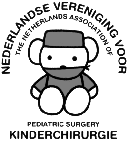 NEDERLANDSE VERENIGING VOOR
THE NETHERLANDS ASSOCIATION OF
PEDIATRIC SURGERY
KINDERCHIRURGIE